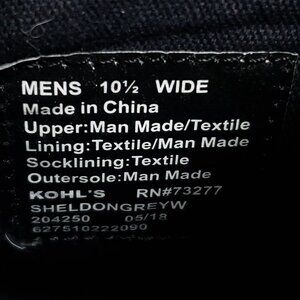 MENS 10½ WIDE
Made in China
Upper:Man Made/Textile
Lining:Textile/Man Made
Socklining:Textile
Outersole:Man Made
KOHL'S RN#73277
SHELDONGREYW
204250 05/18
627510222090